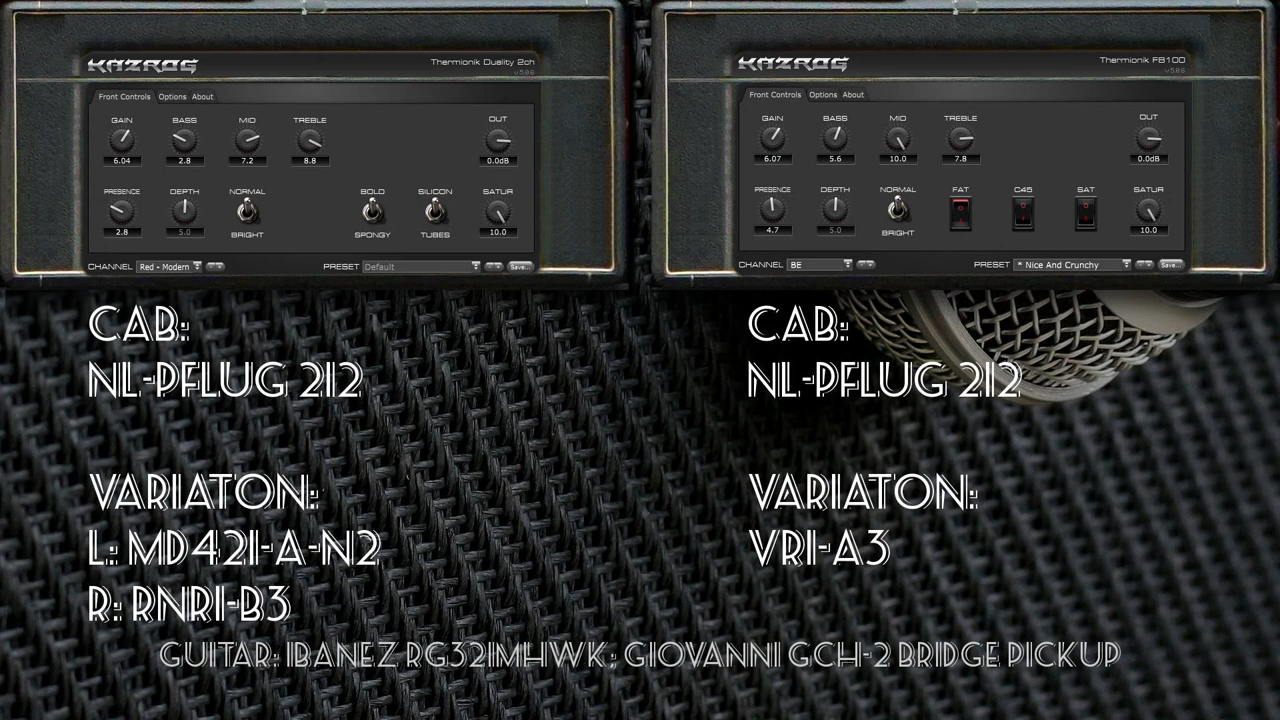 KAZROG
Thermionik Duality 2ch
v5.0.6
Front Controls Options About
GAIN BASS MID TREBLE OUT
6.04 2.8 7.2 8.8 0.0dB
PRESENCE DEPTH NORMAL BOLD SILICON SATUR
2.8 5.0 BRIGHT SPONGY TUBES 10.0
CHANNEL Red - Modern PRESET Default Save...
KAZROG
Thermionik FB100
v5.0.6
Front Controls Options About
GAIN BASS MID TREBLE OUT
6.07 5.6 10.0 7.8 0.0dB
PRESENCE DEPTH NORMAL FAT C45 SAT SATUR
4.7 5.0 BRIGHT 10.0
CHANNEL BE PRESET * Nice And Crunchy Save...
CAB:
NL-PFLUG 212
VARIATON:
L: MD421-A-N2
R: RNR1-B3
CAB:
NL-PFLUG 212
VARIATON:
VR1-A3
GUITAR: IBANEZ RG321MHWK; GIOVANNI GCH-2 BRIDGE PICKUP